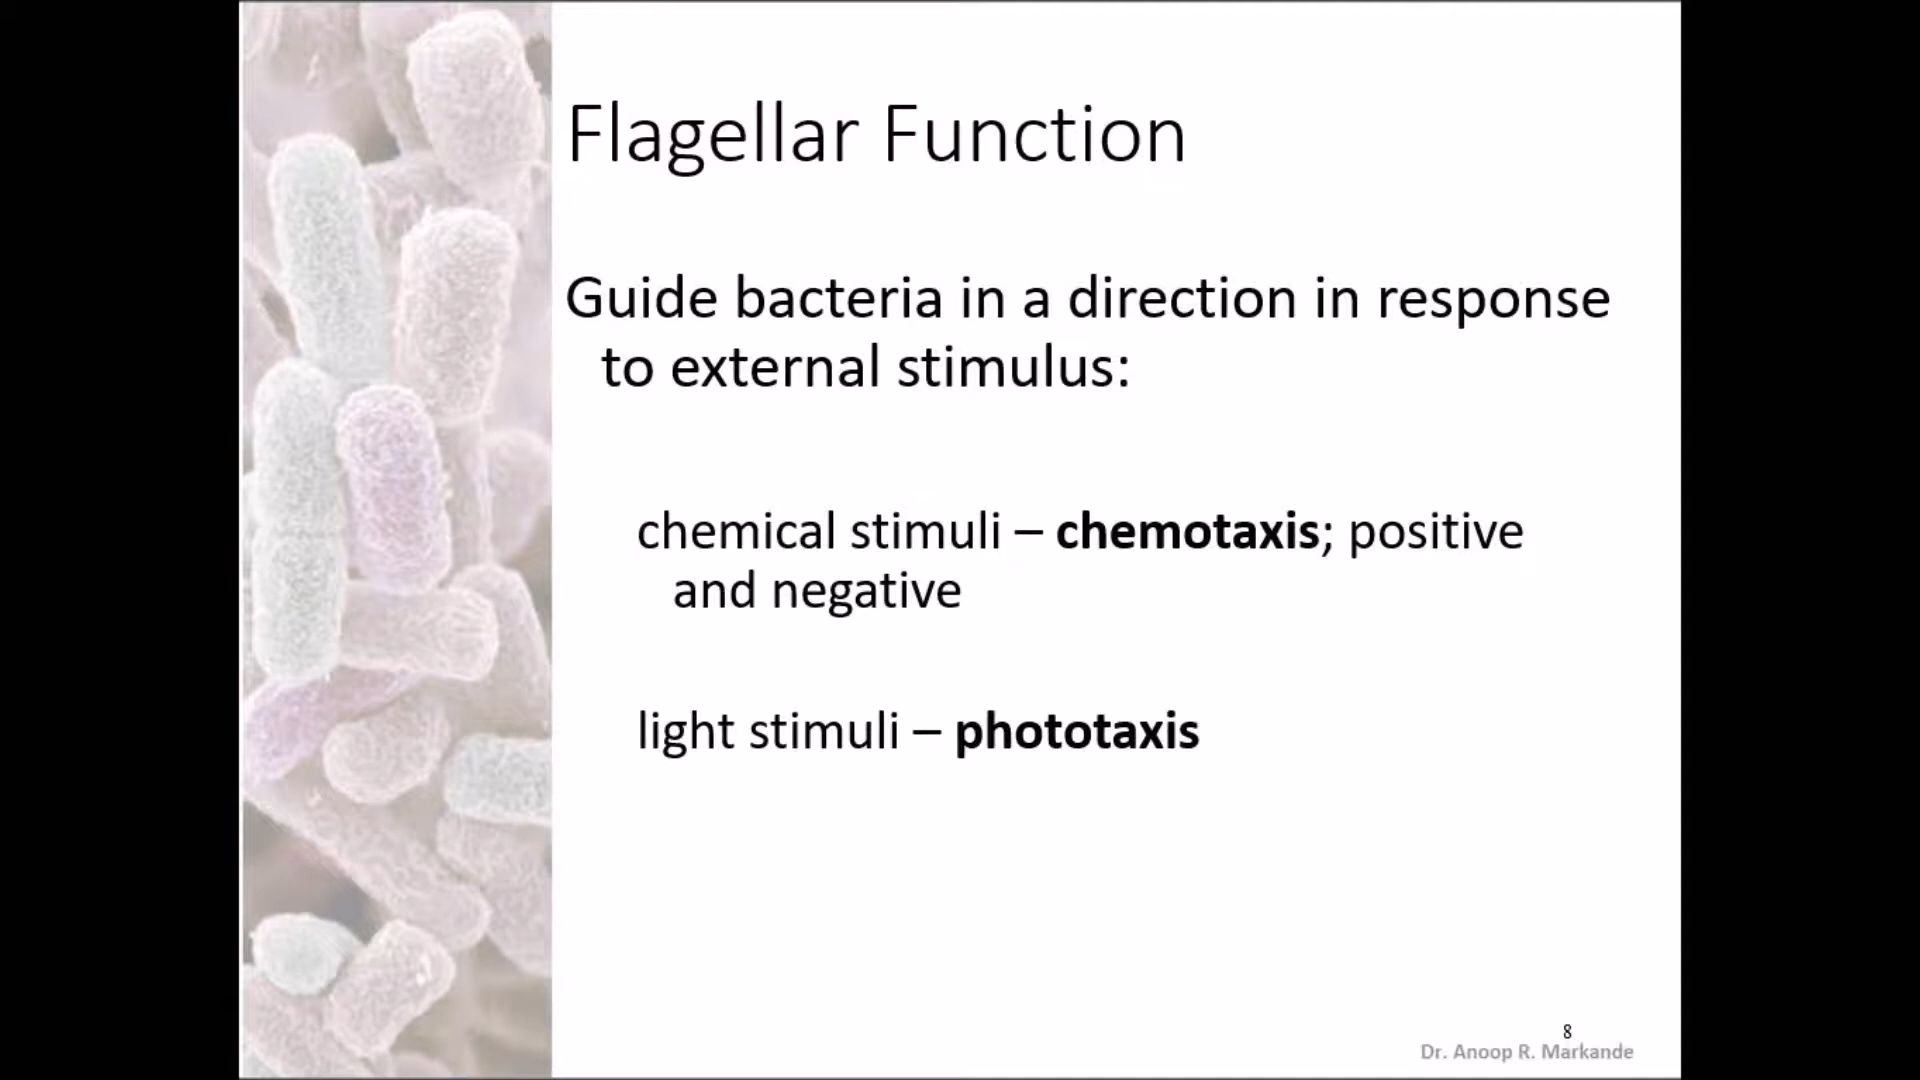 Flagellar Function
Guide bacteria in a direction in response
to external stimulus:
chemical stimuli – chemotaxis; positive
and negative
light stimuli – phototaxis
8
Dr. Anoop R. Markande